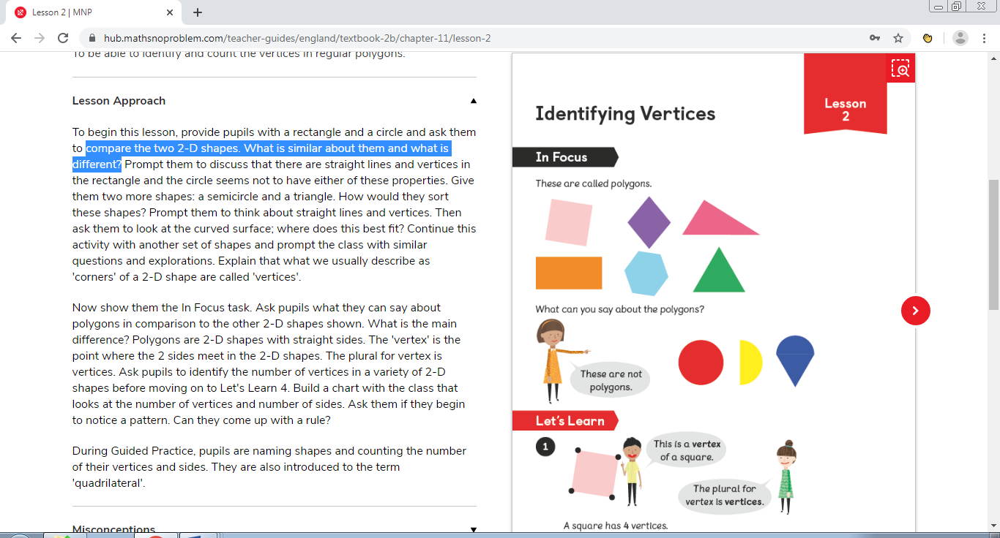 Lesson 2 | MNP
hub.mathsnoproblem.com/teacher-guides/england/textbook-2b/chapter-11/lesson-2
To be able to identify and count the vertices in regular polygons.
Lesson Approach
To begin this lesson, provide pupils with a rectangle and a circle and ask them
to compare the two 2-D shapes. What is similar about them and what is
different? Prompt them to discuss that there are straight lines and vertices in
the rectangle and the circle seems not to have either of these properties. Give
them two more shapes: a semicircle and a triangle. How would they sort
these shapes? Prompt them to think about straight lines and vertices. Then
ask them to look at the curved surface; where does this best fit? Continue this
activity with another set of shapes and prompt the class with similar
questions and explorations. Explain that what we usually describe as
'corners' of a 2-D shape are called 'vertices'.
Now show them the In Focus task. Ask pupils what they can say about
polygons in comparison to the other 2-D shapes shown. What is the main
difference? Polygons are 2-D shapes with straight sides. The 'vertex' is the
point where the 2 sides meet in the 2-D shapes. The plural for vertex is
vertices. Ask pupils to identify the number of vertices in a variety of 2-D
shapes before moving on to Let's Learn 4. Build a chart with the class that
looks at the number of vertices and number of sides. Ask them if they begin
to notice a pattern. Can they come up with a rule?
During Guided Practice, pupils are naming shapes and counting the number
of their vertices and sides. They are also introduced to the term
'quadrilateral'.
Misconceptions
Lesson
2
Identifying Vertices
In Focus
These are called polygons.
What can you say about the polygons?
These are not
polygons.
Let's Learn
1
This is a vertex
of a square.
The plural for
vertex is vertices.
A square has 4 vertices.